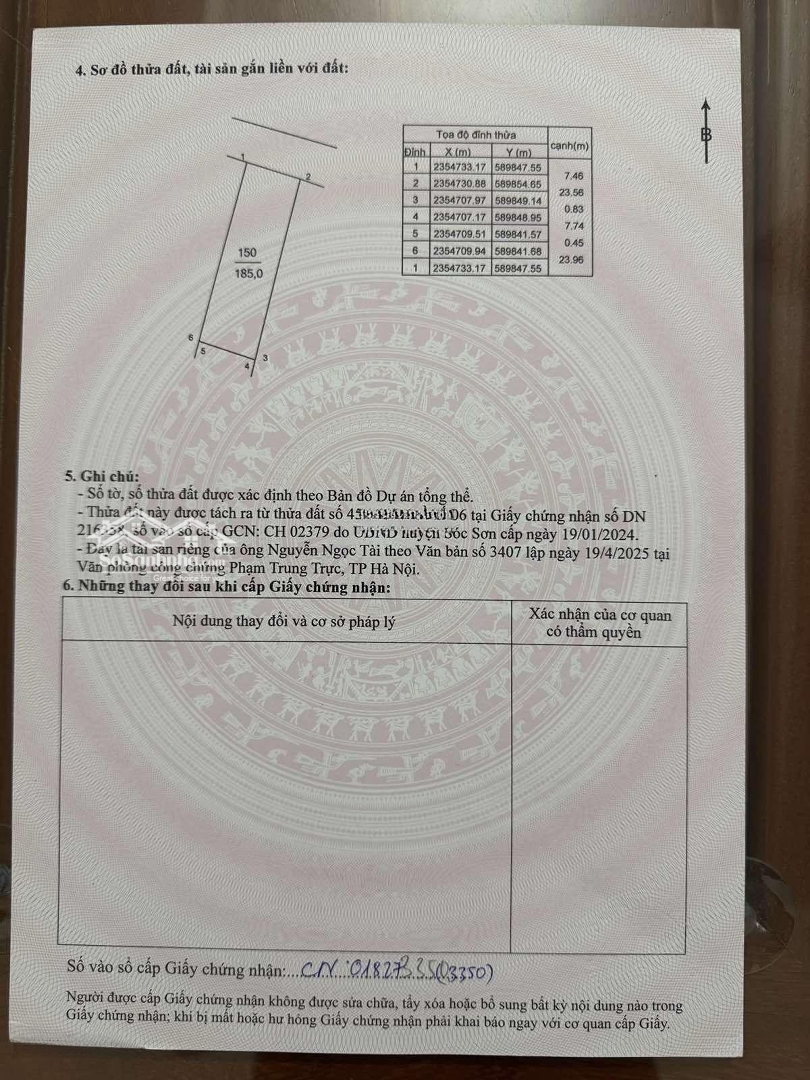 4. Sơ đồ thửa đất, tài sản gắn liền với đất:
B
Tọa độ đỉnh thửa cạnh(m)
Đỉnh X (m) Y (m)
1 2354733.17 589847.55
7.46
2 2354730.88 589854.65
23.56
3 2354707.97 589849.14
0.83
4 2354707.17 589848.95
7.74
5 2354709.51 589841.57
0.45
6 2354709.94 589841.68
23.96
1 2354733.17 589847.55
1
2
150
185,0
6
5
4
3
5. Ghi chú:
- Số tờ, số thửa đất được xác định theo Bản đồ Dự án tổng thể.
- Thửa đất này được tách ra từ thửa đất số tại Giấy chứng nhận số DN
số vào sổ cấp GCN: CH 02379 do UBND huyện Sóc Sơn cấp ngày 19/01/2024.
- Đây là tài sản riêng của ông Nguyễn Ngọc Tài theo Văn bản số 3407 lập ngày 19/4/2025 tại
Văn phòng công chứng Phạm Trung Trực, TP Hà Nội.
6. Những thay đổi sau khi cấp Giấy chứng nhận:
Nội dung thay đổi và cơ sở pháp lý
Xác nhận của cơ quan
có thẩm quyền
Số vào sổ cấp Giấy chứng nhận:
Người được cấp Giấy chứng nhận không được sửa chữa, tẩy xóa hoặc bổ sung bất kỳ nội dung nào trong
Giấy chứng nhận; khi bị mất hoặc hư hỏng Giấy chứng nhận phải khai báo ngay với cơ quan cấp Giấy.